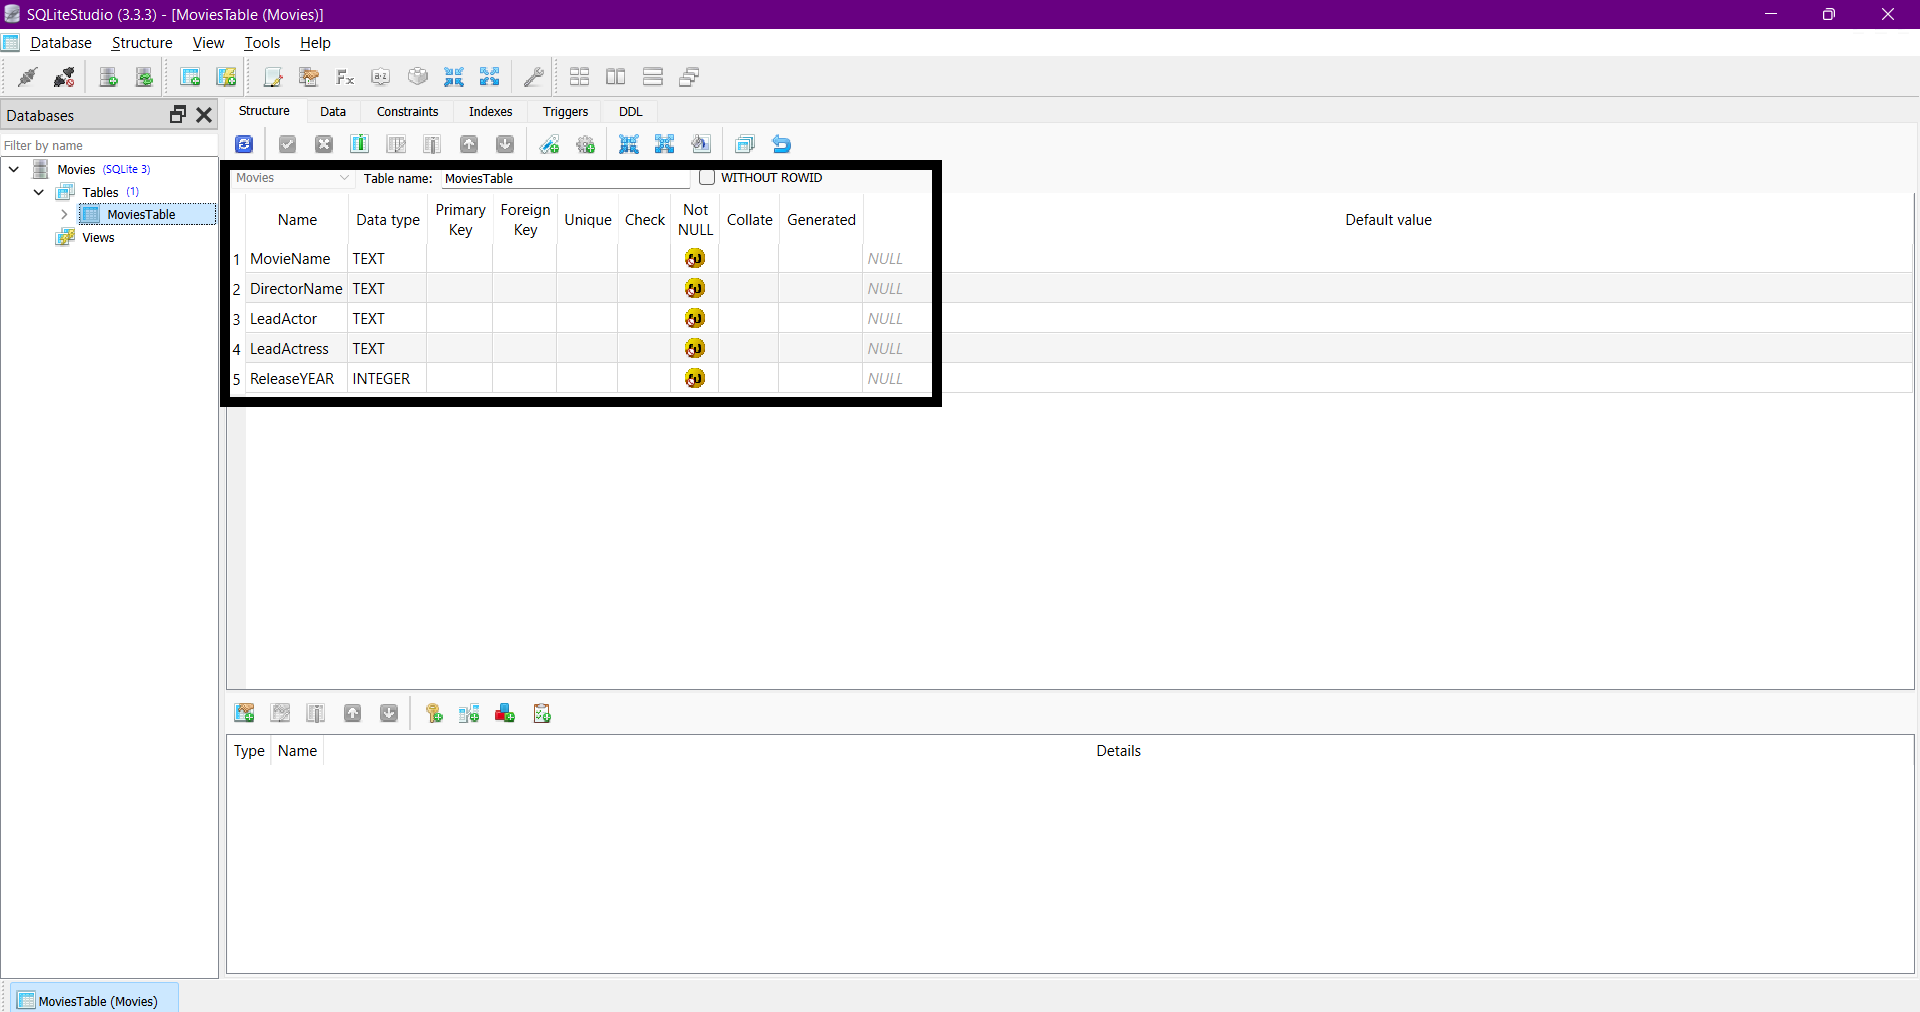 SQLiteStudio (3.3.3) - [MoviesTable (Movies)]
Database Structure View Tools Help
Databases
Filter by name
Movies (SQLite 3)
Tables (1)
MoviesTable
Views
Structure Data Constraints Indexes Triggers DDL
Movies Table name: MoviesTable WITHOUT ROWID
Name Data type Primary Key Foreign Key Unique Check Not NULL Collate Generated Default value
1 MovieName TEXT NULL
2 DirectorName TEXT NULL
3 LeadActor TEXT NULL
4 LeadActress TEXT NULL
5 ReleaseYEAR INTEGER NULL
Type Name Details
MoviesTable (Movies)